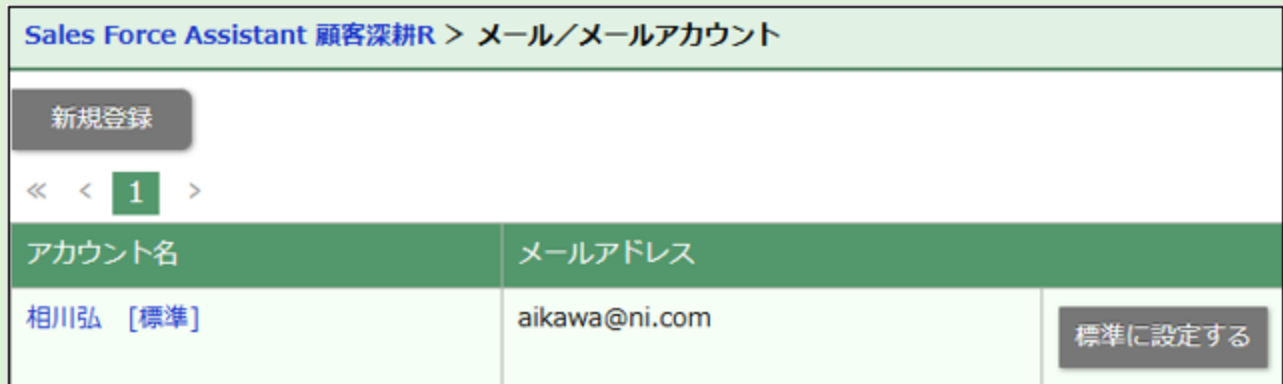 Sales Force Assistant 顧客深耕R > メール／メールアカウント
新規登録
« < 1 >
アカウント名 メールアドレス
相川弘 [標準] aikawa@ni.com 標準に設定する